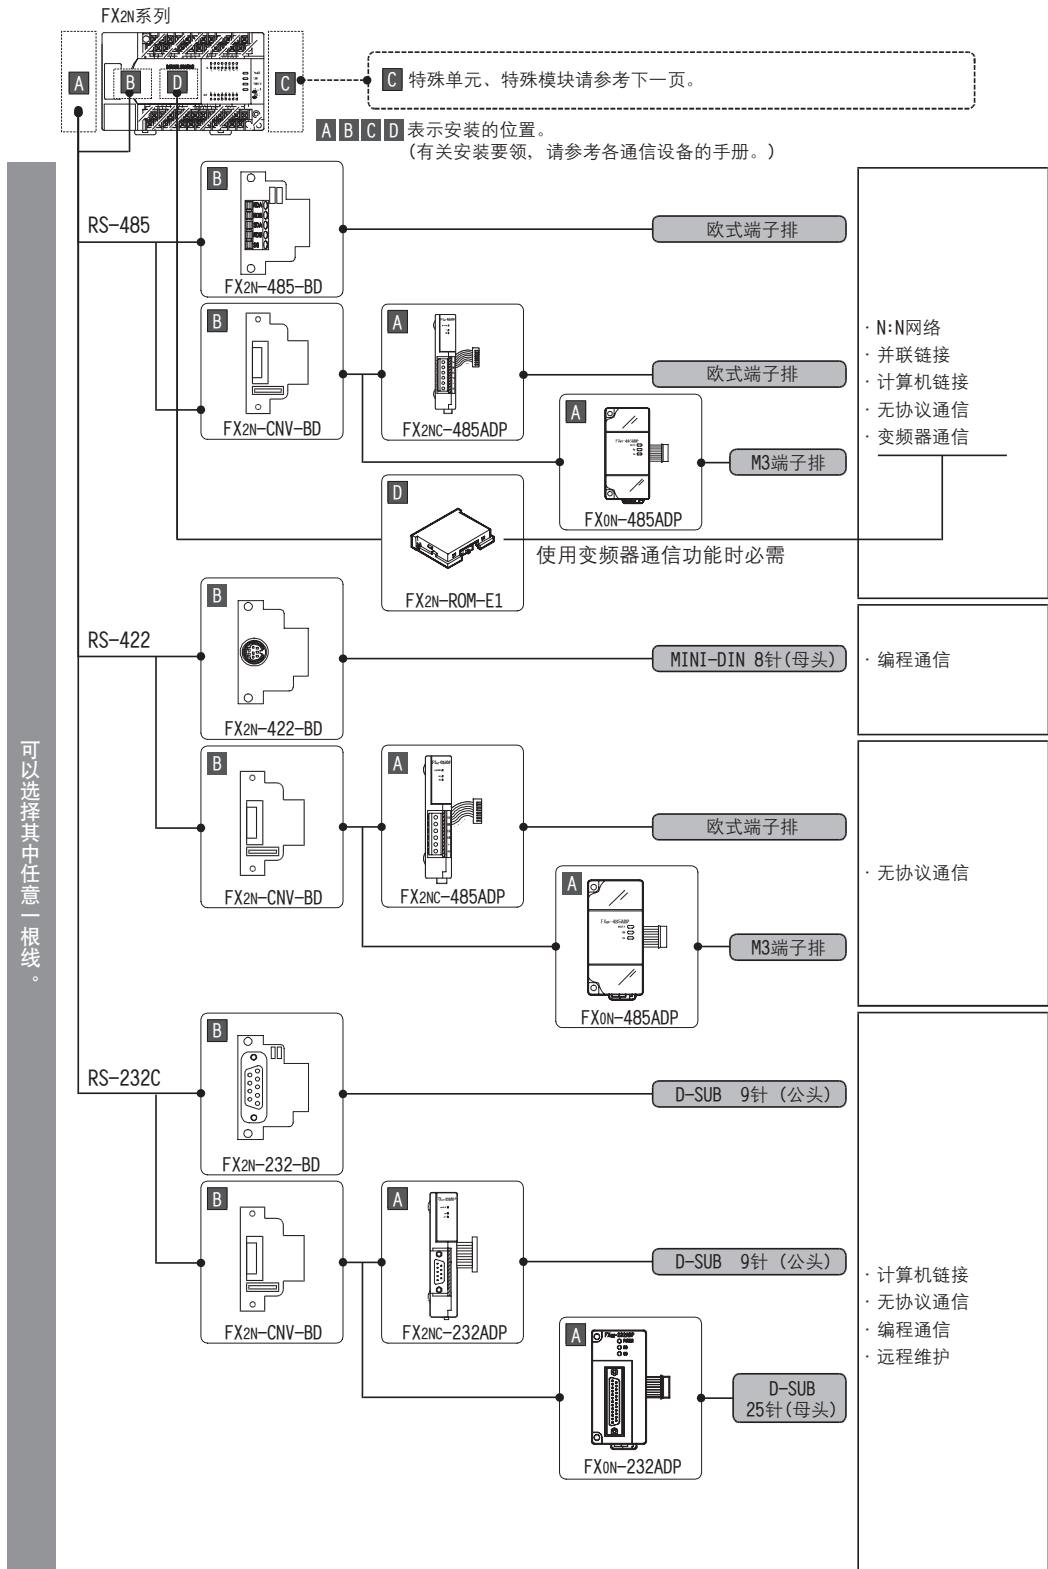 FX2N系列
A
B
D
C
C 特殊单元、特殊模块请参考下一页。
A B C D 表示安装的位置。
(有关安装要领，请参考各通信设备的手册。)
可以选择其中任意一根线。
RS-485
B
FX2N-485-BD
欧式端子排
B
FX2N-CNV-BD
A
FX2NC-485ADP
欧式端子排
A
FX0N-485ADP
M3端子排
D
FX2N-ROM-E1
使用变频器通信功能时必需
· N:N网络
· 并联链接
· 计算机链接
· 无协议通信
· 变频器通信
RS-422
B
FX2N-422-BD
MINI-DIN 8针(母头)
· 编程通信
B
FX2N-CNV-BD
A
FX2NC-485ADP
欧式端子排
A
FX0N-485ADP
M3端子排
· 无协议通信
RS-232C
B
FX2N-232-BD
D-SUB 9针 (公头)
B
FX2N-CNV-BD
A
FX2NC-232ADP
D-SUB 9针 (公头)
A
FX0N-232ADP
D-SUB
25针(母头)
· 计算机链接
· 无协议通信
· 编程通信
· 远程维护